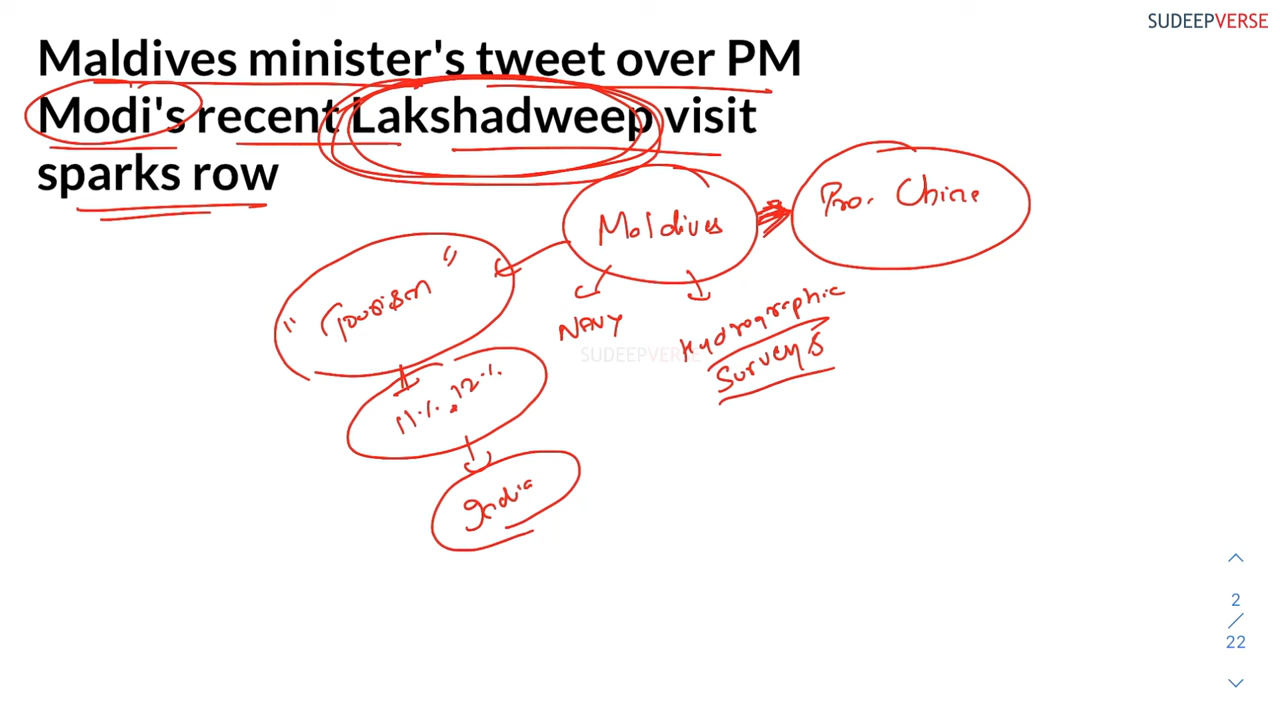 SUDEEPVERSE
Maldives minister's tweet over PM
Modi's recent Lakshadweep visit
sparks row
Maldives
Pro. China
"Tourism"
NAVY
Hydrographic
Surveys
SUDEEPVERSE
11%, 12%
India
2
/
22